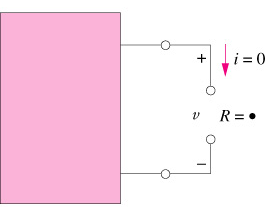 +
i = 0
v
R = •
–